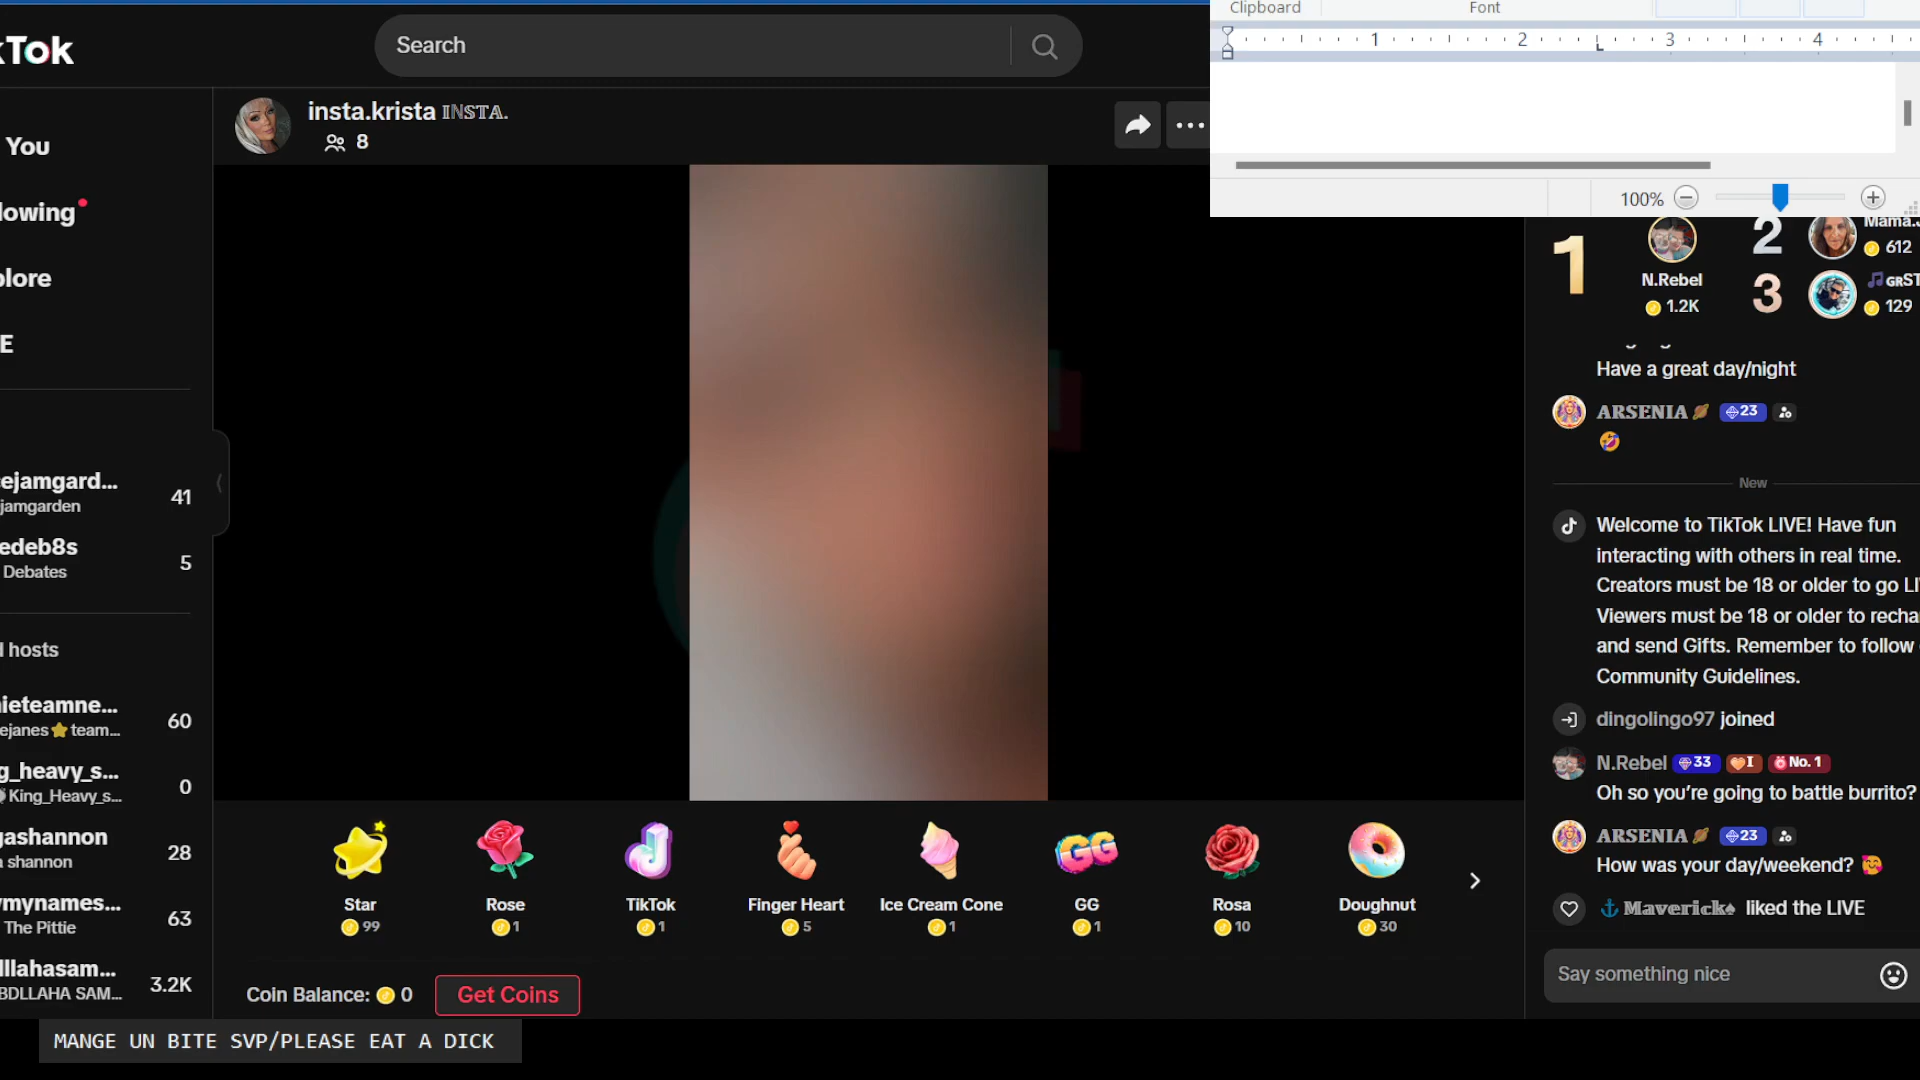 kTok
Search
Clipboard
Font
1 2 3 4
100%
insta.krista 𝕀ℕSTA.
8
You
lowing
lore
E
ejamgard...
jamgarden
41
edeb8s
Debates
5
l hosts
ieteamne...
ejanes⭐team...
60
g_heavy_s...
King_Heavy_s...
0
gashannon
a shannon
28
mynames...
The Pittie
63
lllahasam...
BDLLAHA SAM...
3.2K
1
N.Rebel
1.2K
2
Mama.
612
3
🎵GRST
129
Have a great day/night
ARSENIA🪐 23
🤣
New
Welcome to TikTok LIVE! Have fun
interacting with others in real time.
Creators must be 18 or older to go LI
Viewers must be 18 or older to recha
and send Gifts. Remember to follow
Community Guidelines.
dingolingo97 joined
N.Rebel 33 I No. 1
Oh so you're going to battle burrito?
ARSENIA🪐 23
How was your day/weekend? 🥰
⚓ 𝕄𝕒𝕧𝕖𝕣𝕚𝕔𝕜♠ liked the LIVE
Say something nice
Star
99
Rose
1
TikTok
1
Finger Heart
5
Ice Cream Cone
1
GG
GG
1
Rosa
10
Doughnut
30
Coin Balance: 0
Get Coins
MANGE UN BITE SVP/PLEASE EAT A DICK